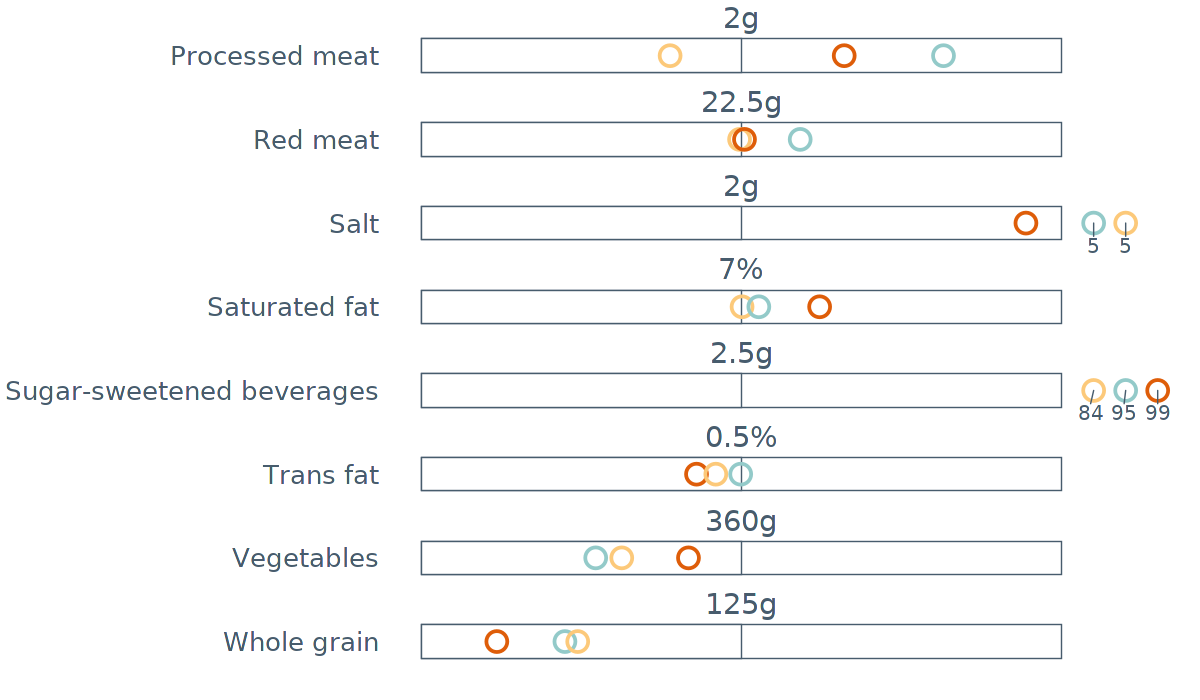 2g
Processed meat
22.5g
Red meat
2g
Salt
5 5
7%
Saturated fat
2.5g
Sugar-sweetened beverages
84 95 99
0.5%
Trans fat
360g
Vegetables
125g
Whole grain